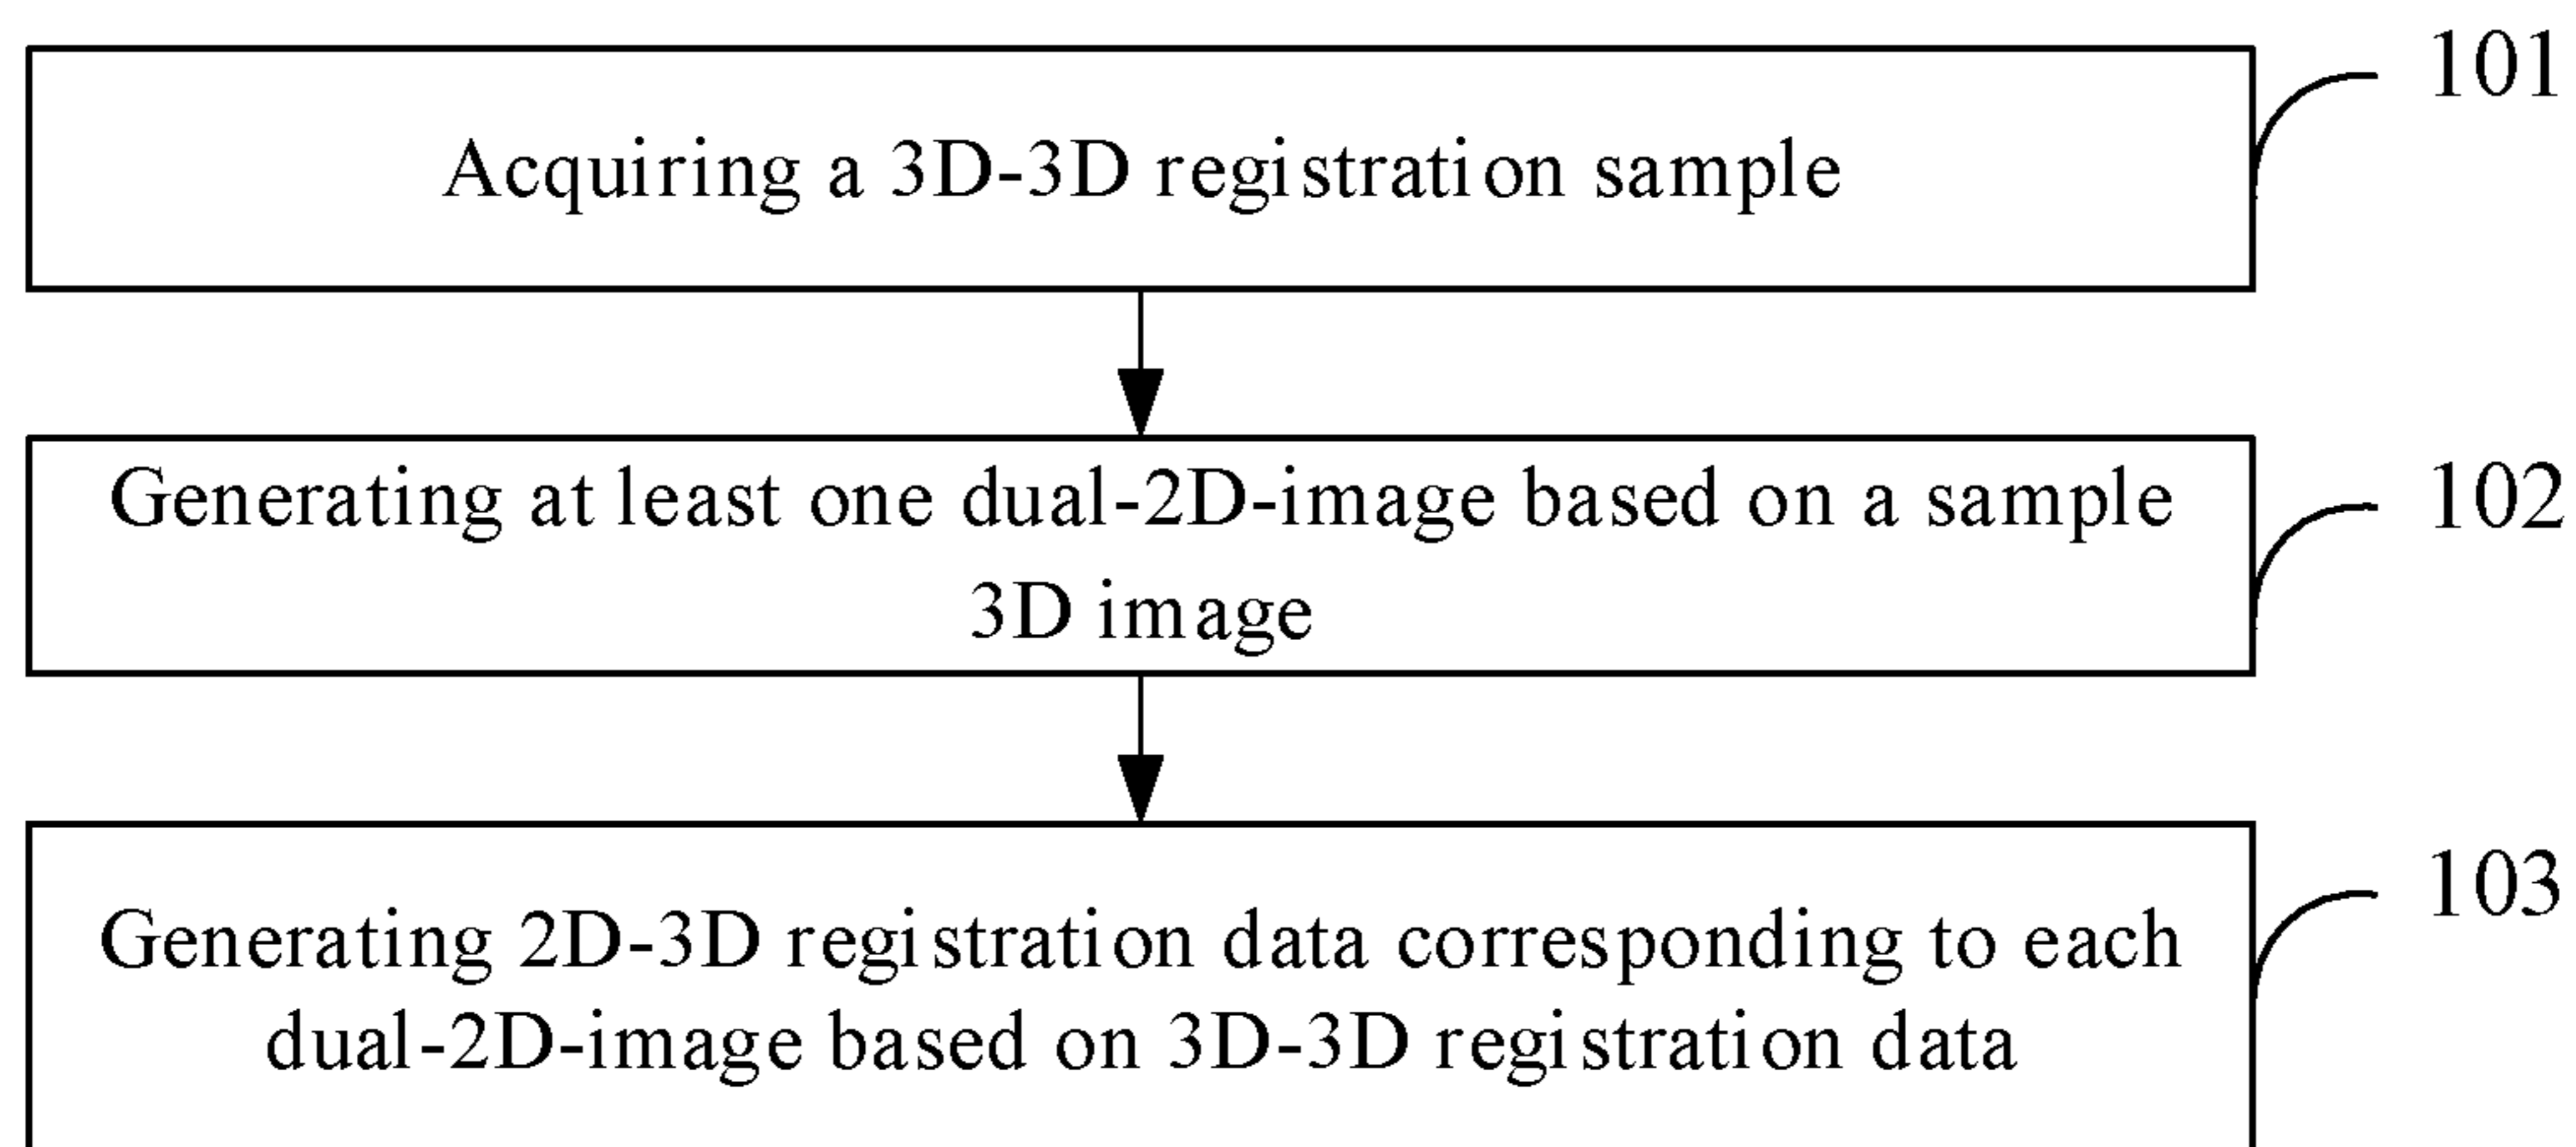 101
Acquiring a 3D-3D registration sample
102
Generating at least one dual-2D-image based on a sample
3D image
103
Generating 2D-3D registration data corresponding to each
dual-2D-image based on 3D-3D registration data